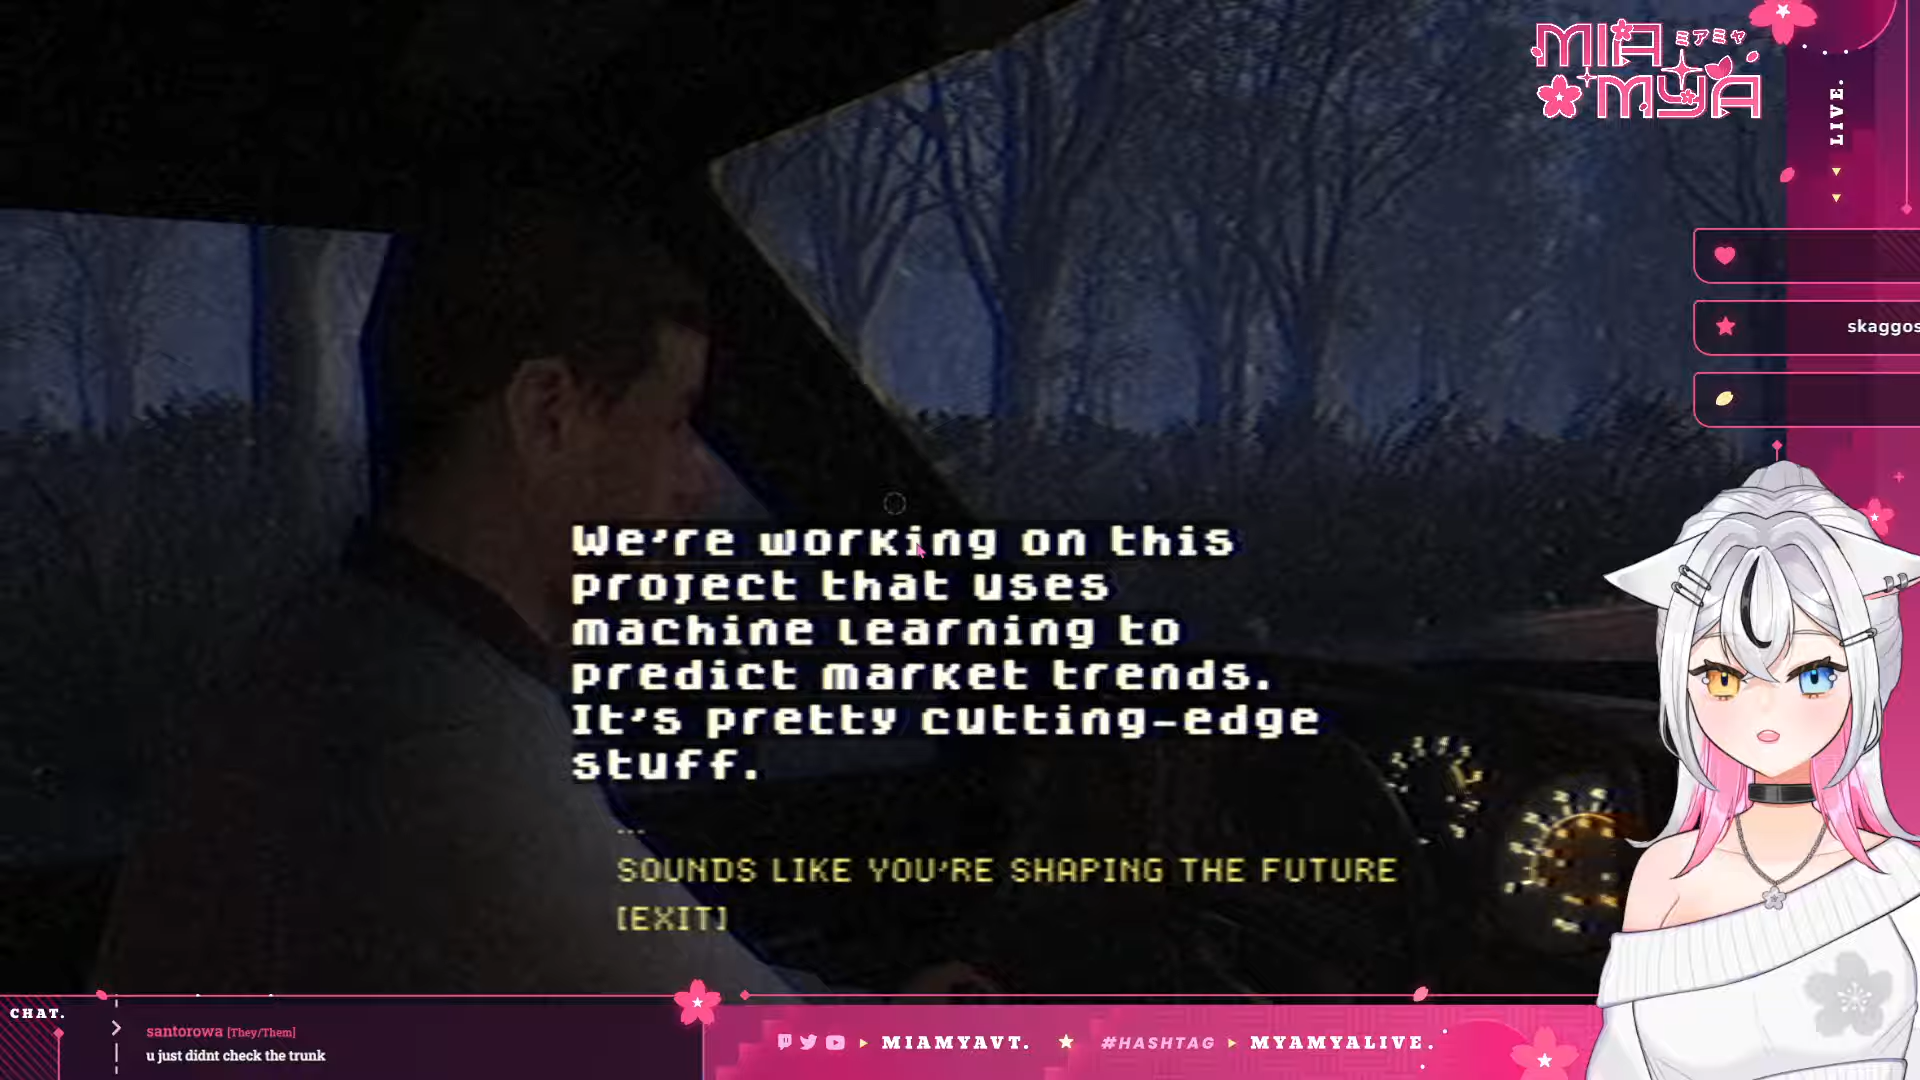 MIA ミアミャ
MYA
LIVE.
skaggos
We're working on this
project that uses
machine learning to
predict market trends.
It's pretty cutting-edge
stuff.
...
SOUNDS LIKE YOU'RE SHAPING THE FUTURE
[EXIT]
CHAT.
santorowa [They/Them]
u just didnt check the trunk
MIAMYAVT.
#HASHTAG
MYAMYALIVE.